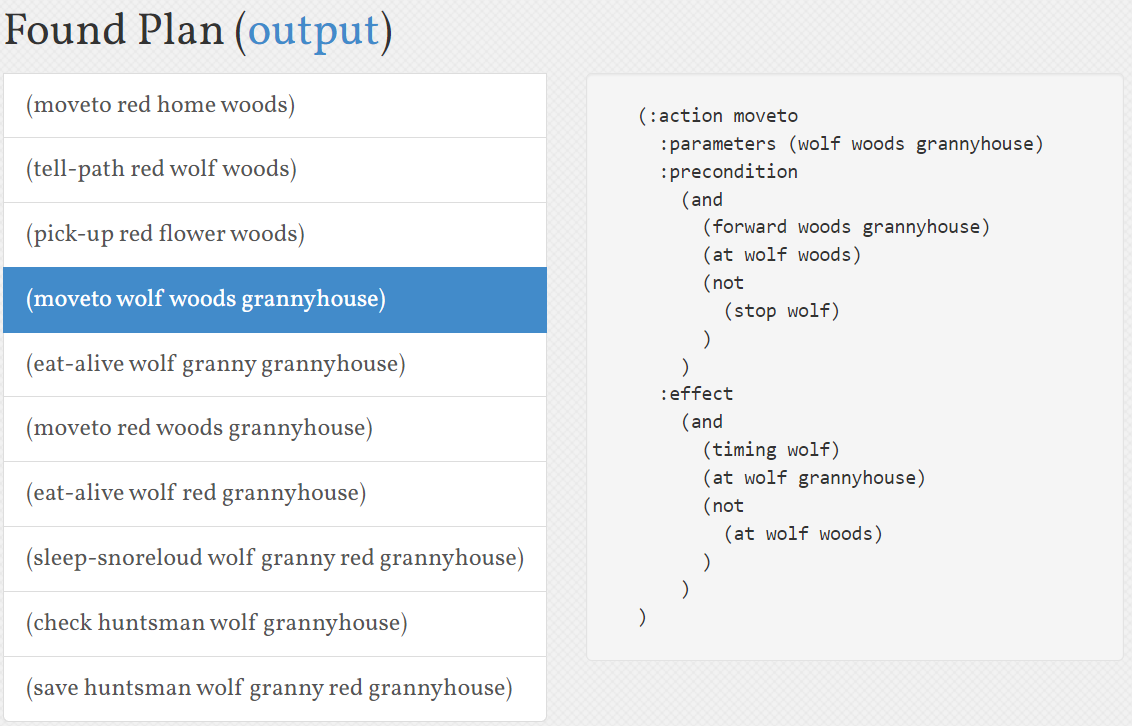 Found Plan (output)
(moveto red home woods)
(tell-path red wolf woods)
(pick-up red flower woods)
(moveto wolf woods grannyhouse)
(eat-alive wolf granny grannyhouse)
(moveto red woods grannyhouse)
(eat-alive wolf red grannyhouse)
(sleep-snoreloud wolf granny red grannyhouse)
(check huntsman wolf grannyhouse)
(save huntsman wolf granny red grannyhouse)
(:action moveto
  :parameters (wolf woods grannyhouse)
  :precondition
    (and
      (forward woods grannyhouse)
      (at wolf woods)
      (not
        (stop wolf)
      )
    )
  :effect
    (and
      (timing wolf)
      (at wolf grannyhouse)
      (not
        (at wolf woods)
      )
    )
)